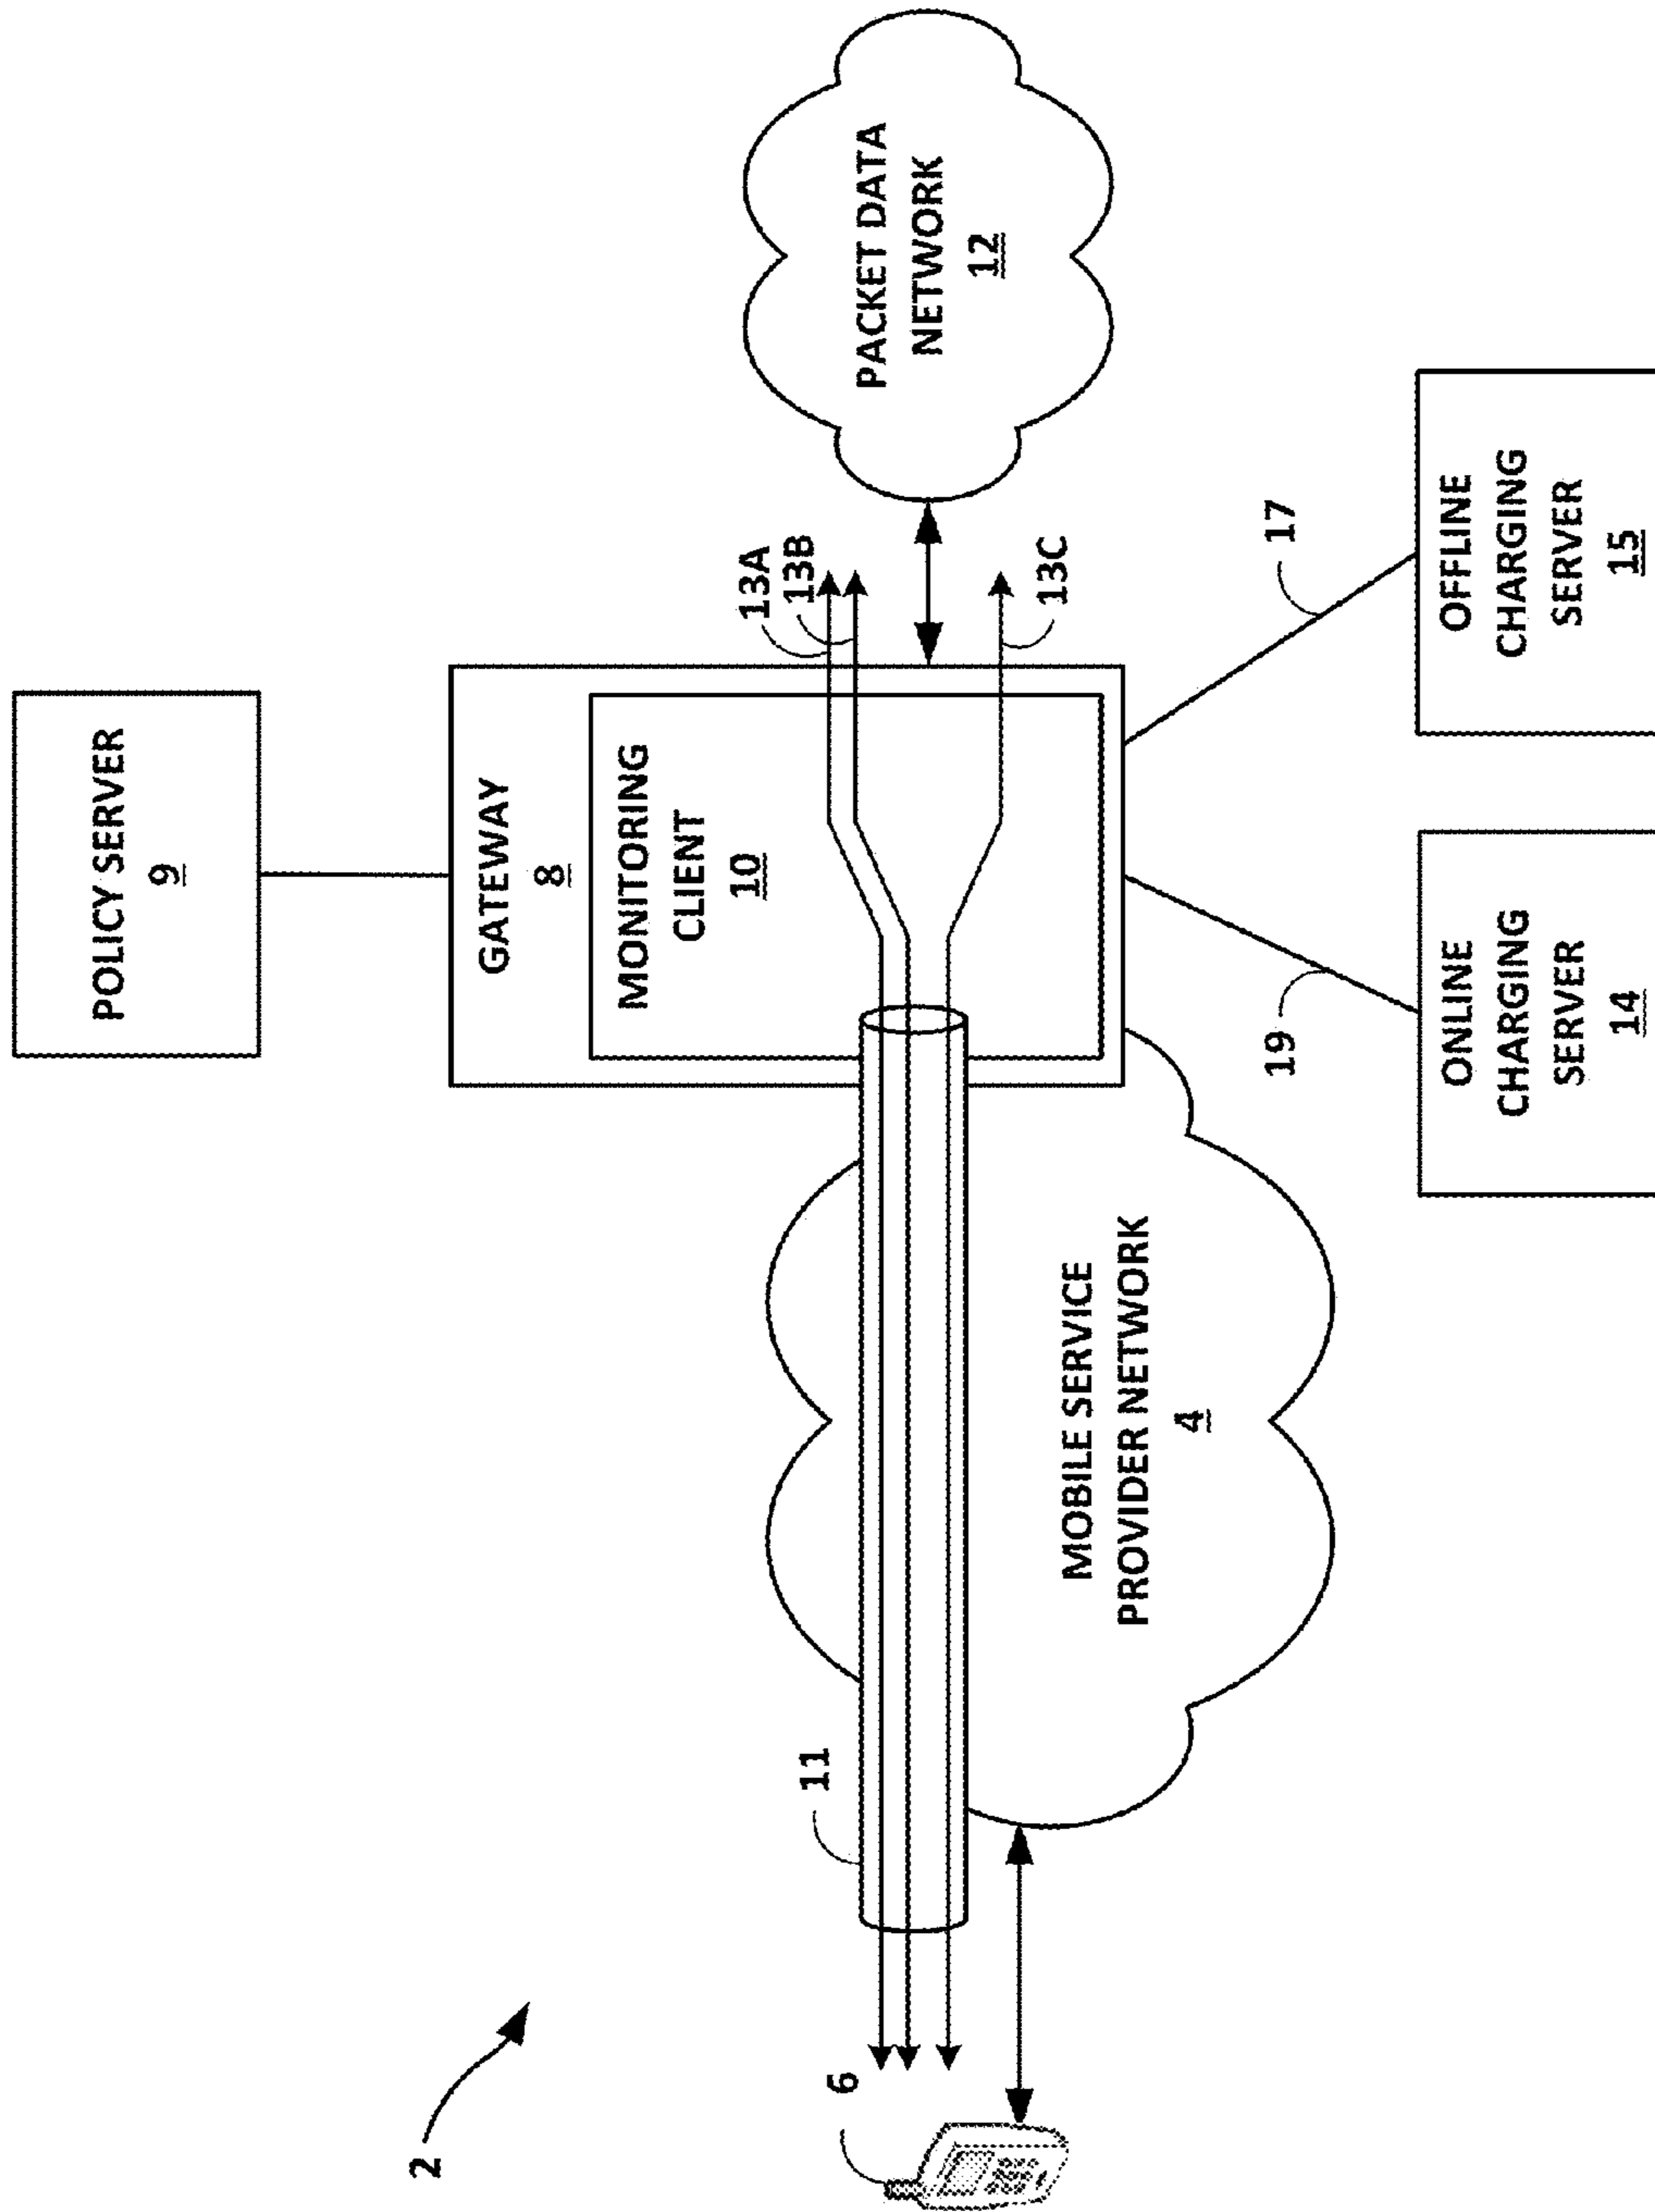 2
POLICY SERVER
9
GATEWAY
8
MONITORING
CLIENT
10
13A
13B
13C
11
6
PACKET DATA
NETWORK
12
MOBILE SERVICE
PROVIDER NETWORK
4
19
17
ONLINE
CHARGING
SERVER
14
OFFLINE
CHARGING
SERVER
15